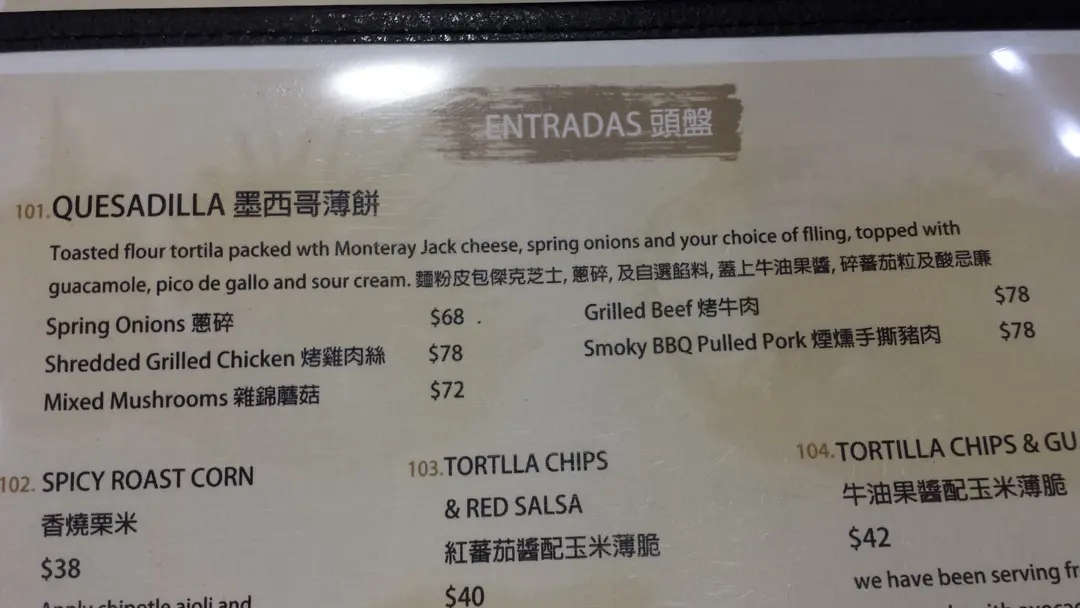 ENTRADAS 頭盤
101.QUESADILLA 墨西哥薄餅
Toasted flour tortila packed wth Monteray Jack cheese, spring onions and your choice of flling, topped with
guacamole, pico de gallo and sour cream. 麵粉皮包傑克芝士, 蔥碎, 及自選餡料, 蓋上牛油果醬, 碎蕃茄粒及酸忌廉
Spring Onions 蔥碎 $68
Shredded Grilled Chicken 烤雞肉絲 $78
Mixed Mushrooms 雜錦蘑菇 $72
Grilled Beef 烤牛肉 $78
Smoky BBQ Pulled Pork 煙燻手撕豬肉 $78
102. SPICY ROAST CORN
香燒栗米
$38
Apply chipotle aioli and
103.TORTLLA CHIPS
& RED SALSA
紅蕃茄醬配玉米薄脆
$40
104.TORTILLA CHIPS & GU
牛油果醬配玉米薄脆
$42
we have been serving fr